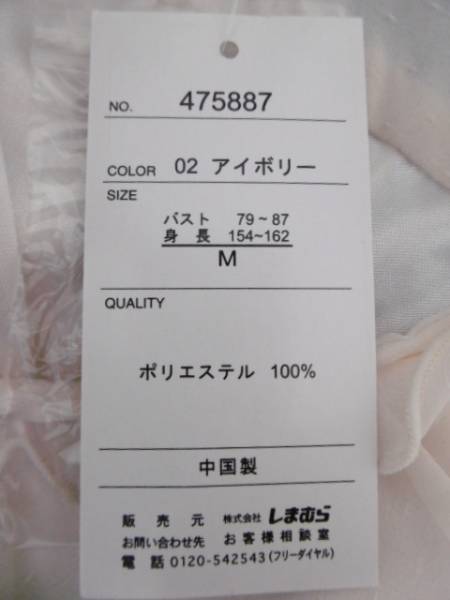 NO. 475887
COLOR 02 アイボリー
SIZE
バスト 79~87
身長 154~162
M
QUALITY
ポリエステル 100%
中国製
販売元 株式会社 しまむら
お問い合わせ先 お客様相談室
電話 0120-542543(フリーダイヤル)